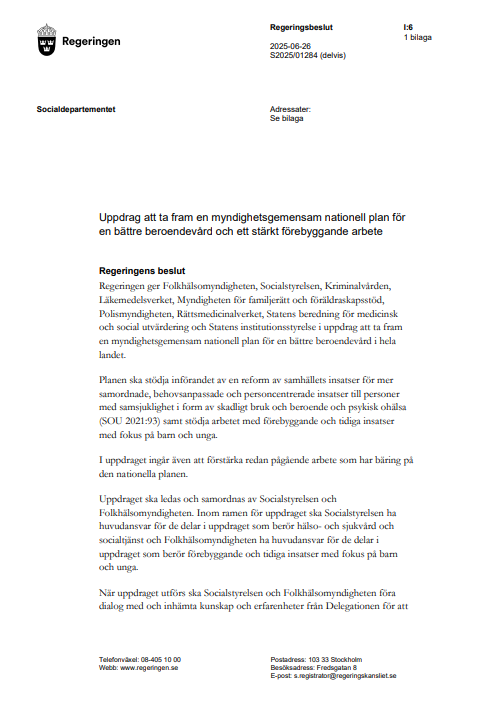 Regeringen
Regeringsbeslut
I:6
1 bilaga
2025-06-26
S2025/01284 (delvis)
Socialdepartementet
Adressater:
Se bilaga
Uppdrag att ta fram en myndighetsgemensam nationell plan för
en bättre beroendevård och ett stärkt förebyggande arbete
Regeringens beslut
Regeringen ger Folkhälsomyndigheten, Socialstyrelsen, Kriminalvården,
Läkemedelsverket, Myndigheten för familjerätt och föräldraskapsstöd,
Polismyndigheten, Rättsmedicinalverket, Statens beredning för medicinsk
och social utvärdering och Statens institutionsstyrelse i uppdrag att ta fram
en myndighetsgemensam nationell plan för en bättre beroendevård i hela
landet.
Planen ska stödja införandet av en reform av samhällets insatser för mer
samordnade, behovsanpassade och personcentrerade insatser till personer
med samsjuklighet i form av skadligt bruk och beroende och psykisk ohälsa
(SOU 2021:93) samt stödja arbetet med förebyggande och tidiga insatser
med fokus på barn och unga.
I uppdraget ingår även att förstärka redan pågående arbete som har bäring på
den nationella planen.
Uppdraget ska ledas och samordnas av Socialstyrelsen och
Folkhälsomyndigheten. Inom ramen för uppdraget ska Socialstyrelsen ha
huvudansvar för de delar i uppdraget som berör hälso- och sjukvård och
socialtjänst och Folkhälsomyndigheten ha huvudansvar för de delar i
uppdraget som berör förebyggande och tidiga insatser med fokus på barn
och unga.
När uppdraget utförs ska Socialstyrelsen och Folkhälsomyndigheten föra
dialog med och inhämta kunskap och erfarenheter från Delegationen för att
Telefonväxel: 08-405 10 00
Webb: www.regeringen.se
Postadress: 103 33 Stockholm
Besöksadress: Fredsgatan 8
E-post: s.registrator@regeringskansliet.se